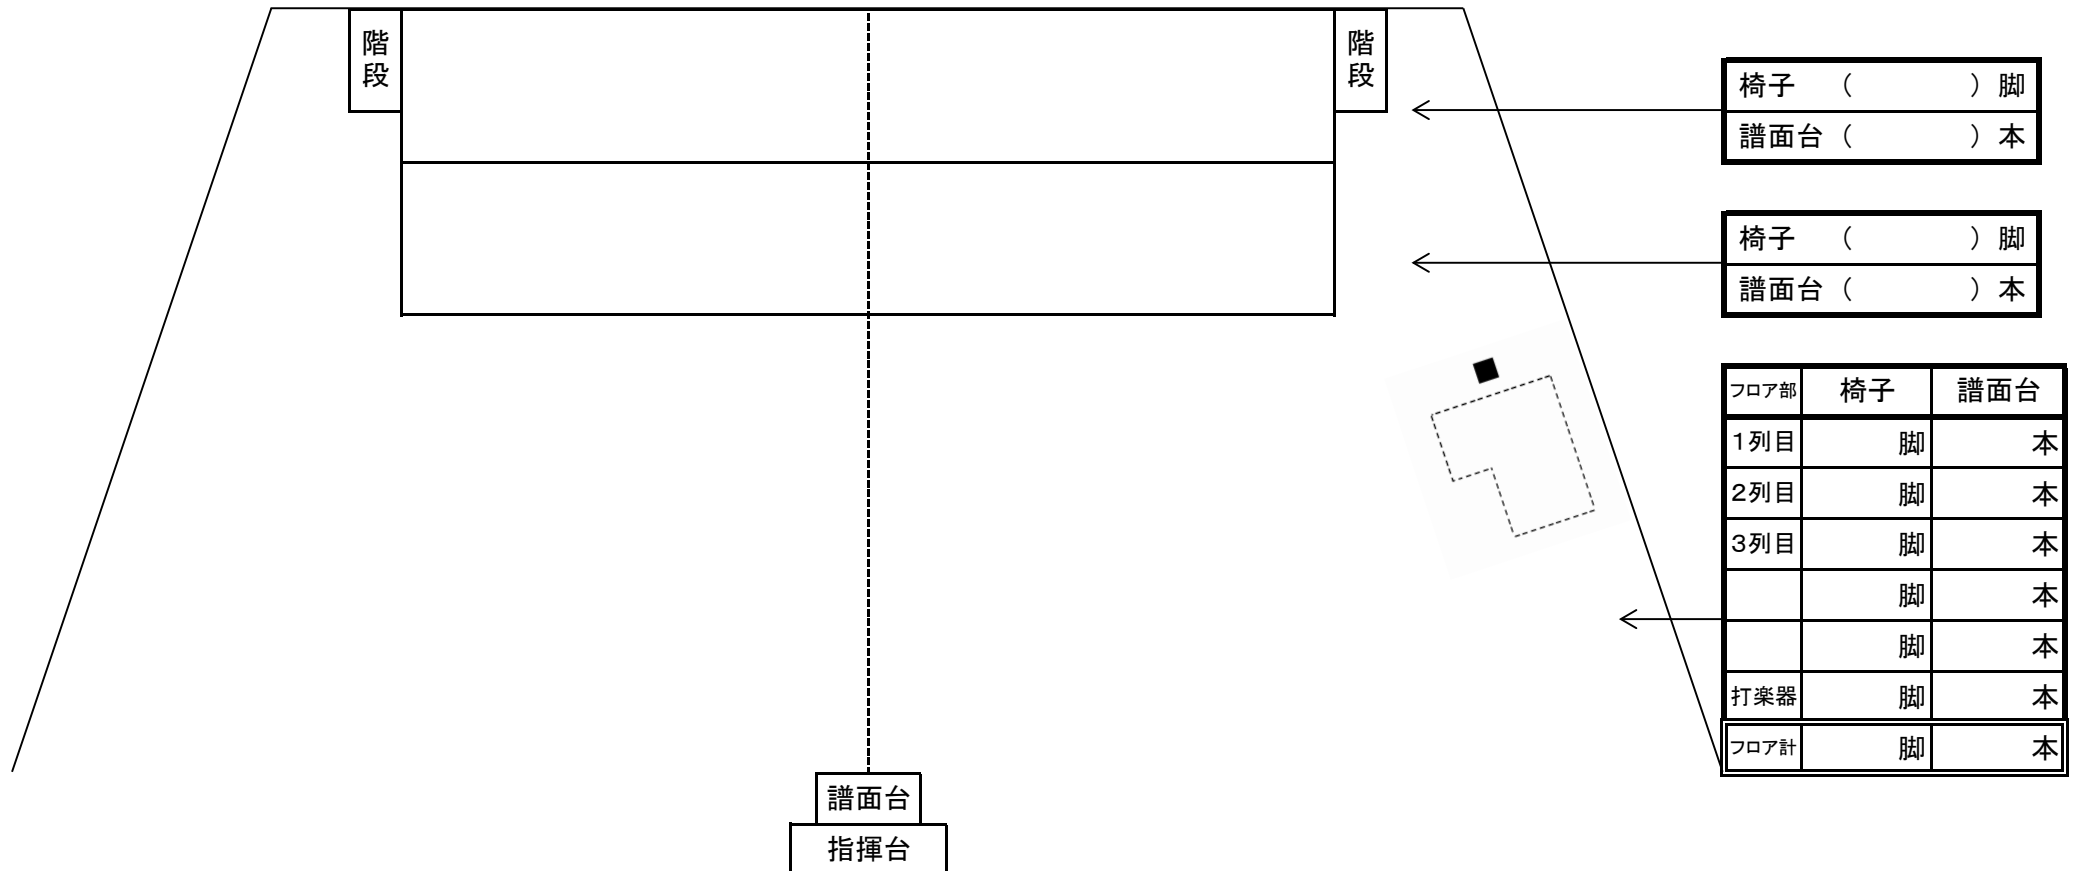 階段
階段
椅子　（　　　　）脚
譜面台（　　　　）本
椅子　（　　　　）脚
譜面台（　　　　）本
フロア部 椅子 譜面台
1列目 脚 本
2列目 脚 本
3列目 脚 本
脚 本
脚 本
打楽器 脚 本
フロア計 脚 本
譜面台
指揮台